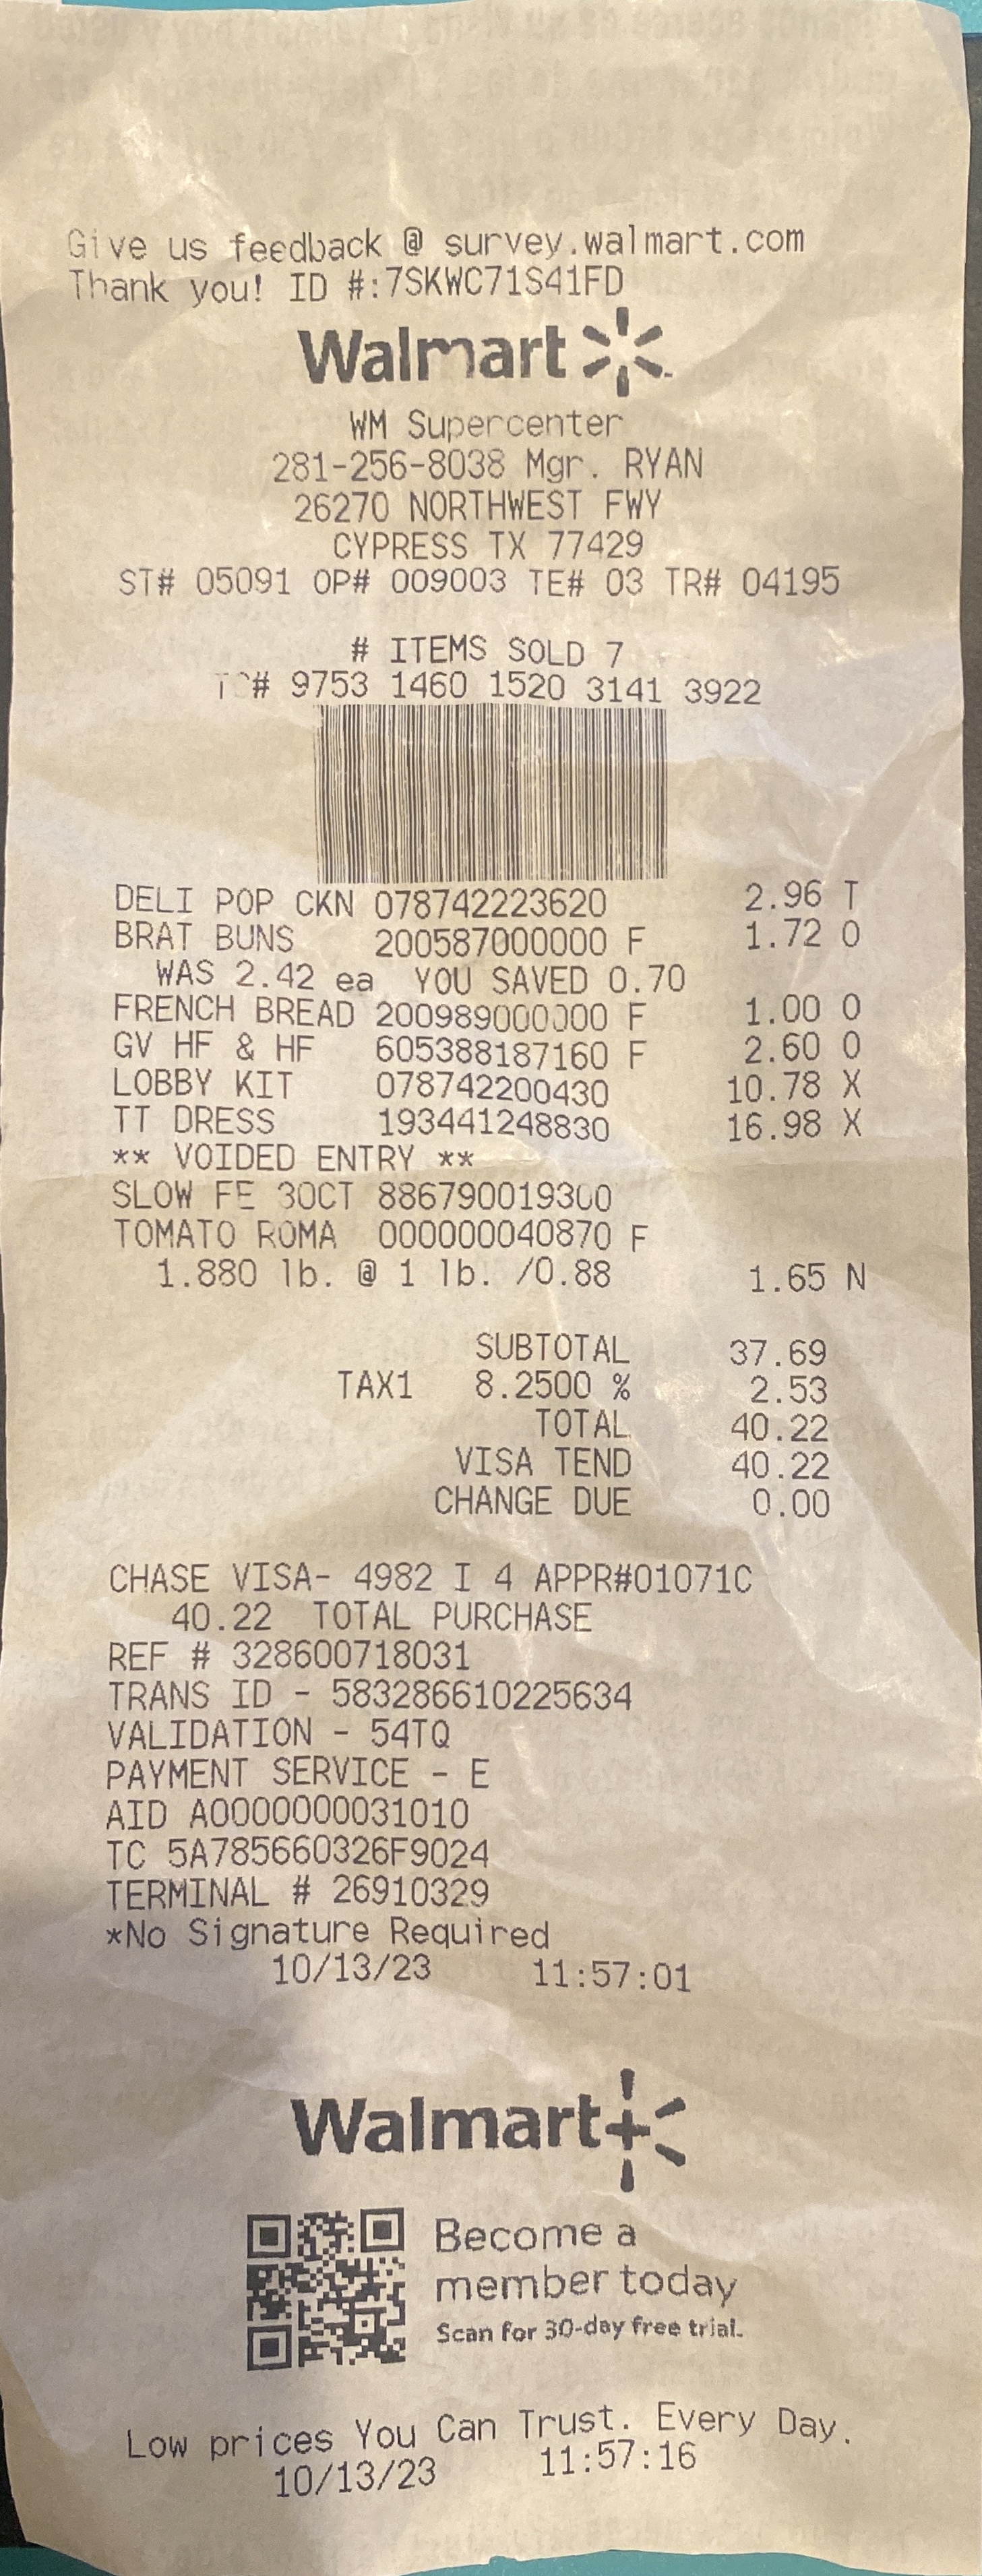 Give us feedback @ survey.walmart.com
Thank you! ID #:7SKWC71S41FD
Walmart
WM Supercenter
281-256-8038 Mgr. RYAN
26270 NORTHWEST FWY
CYPRESS TX 77429
ST# 05091 OP# 009003 TE# 03 TR# 04195
# ITEMS SOLD 7
TC# 9753 1460 1520 3141 3922
DELI POP CKN 078742223620 2.96 T
BRAT BUNS 200587000000 F 1.72 O
WAS 2.42 ea YOU SAVED 0.70
FRENCH BREAD 200989000000 F 1.00 O
GV HF & HF 605388187160 F 2.60 O
LOBBY KIT 078742200430 10.78 X
TT DRESS 193441248830 16.98 X
** VOIDED ENTRY **
SLOW FE 30CT 886790019300
TOMATO ROMA 000000040870 F
1.880 lb. @ 1 lb. /0.88 1.65 N
SUBTOTAL 37.69
TAX1 8.2500 % 2.53
TOTAL 40.22
VISA TEND 40.22
CHANGE DUE 0.00
CHASE VISA- 4982 I 4 APPR#01071C
40.22 TOTAL PURCHASE
REF # 328600718031
TRANS ID - 583286610225634
VALIDATION - 54TQ
PAYMENT SERVICE - E
AID A0000000031010
TC 5A785660326F9024
TERMINAL # 26910329
*No Signature Required
10/13/23 11:57:01
Walmart+
Become a
member today
Scan for 30-day free trial.
Low prices You Can Trust. Every Day.
10/13/23 11:57:16